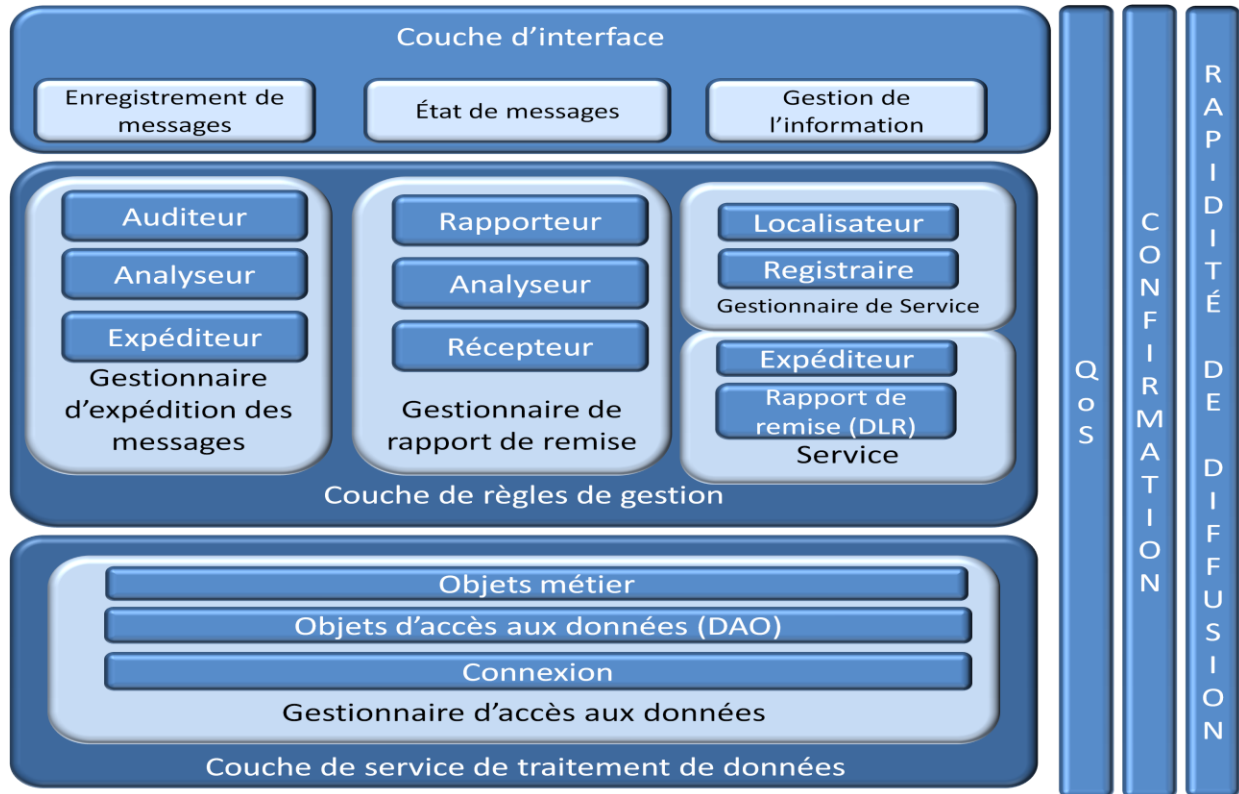 Couche d'interface
Enregistrement de
messages
État de messages
Gestion de
l'information
Auditeur
Analyseur
Expéditeur
Gestionnaire
d'expédition des
messages
Rapporteur
Analyseur
Récepteur
Gestionnaire de
rapport de remise
Localisateur
Registraire
Gestionnaire de Service
Expéditeur
Rapport de
remise (DLR)
Service
Couche de règles de gestion
Objets métier
Objets d'accès aux données (DAO)
Connexion
Gestionnaire d'accès aux données
Couche de service de traitement de données
QoS
CONFIRMATION
RAPIDITÉ DE DIFFUSION